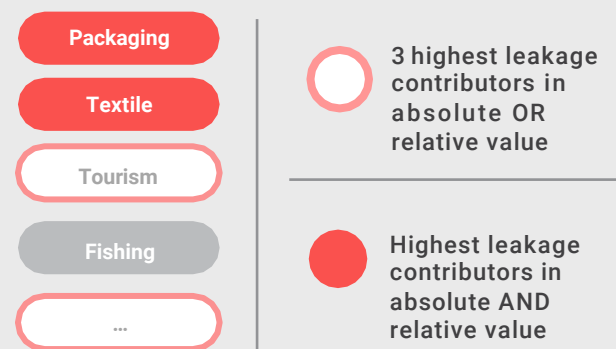 Packaging
Textile
Tourism
Fishing
...
3 highest leakage
contributors in
absolute OR
relative value
Highest leakage
contributors in
absolute AND
relative value